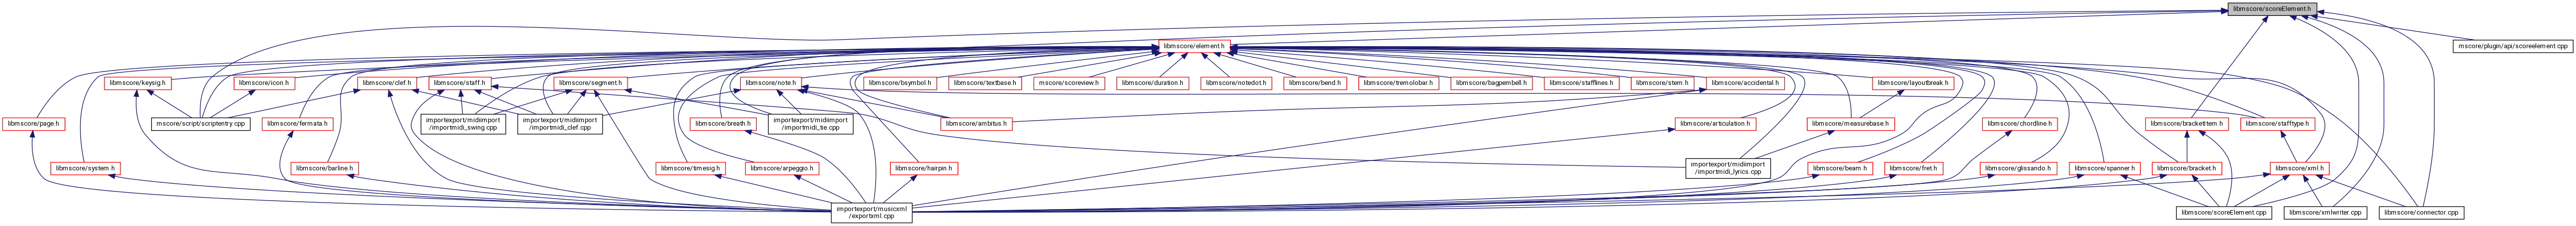 libmscore/scoreElement.h
libmscore/element.h
mscore/plugin/api/scoreelement.cpp
libmscore/keysig.h
libmscore/icon.h
libmscore/clef.h
libmscore/staff.h
libmscore/segment.h
libmscore/note.h
libmscore/bsymbol.h
libmscore/textbase.h
mscore/scoreview.h
libmscore/duration.h
libmscore/notedot.h
libmscore/bend.h
libmscore/tremolobar.h
libmscore/bagpembell.h
libmscore/stafflines.h
libmscore/stem.h
libmscore/accidental.h
libmscore/layoutbreak.h
libmscore/page.h
mscore/script/scriptentry.cpp
libmscore/fermata.h
importexport/midiimport
/importmidi_swing.cpp
importexport/midiimport
/importmidi_clef.cpp
libmscore/breath.h
importexport/midiimport
/importmidi_tie.cpp
libmscore/ambitus.h
libmscore/articulation.h
libmscore/measurebase.h
libmscore/chordline.h
libmscore/bracketItem.h
libmscore/stafftype.h
libmscore/system.h
libmscore/barline.h
libmscore/timesig.h
libmscore/arpeggio.h
libmscore/hairpin.h
importexport/midiimport
/importmidi_lyrics.cpp
libmscore/beam.h
libmscore/fret.h
libmscore/glissando.h
libmscore/spanner.h
libmscore/bracket.h
libmscore/xml.h
importexport/musicxml
/exportxml.cpp
libmscore/scoreElement.cpp
libmscore/xmlwriter.cpp
libmscore/connector.cpp